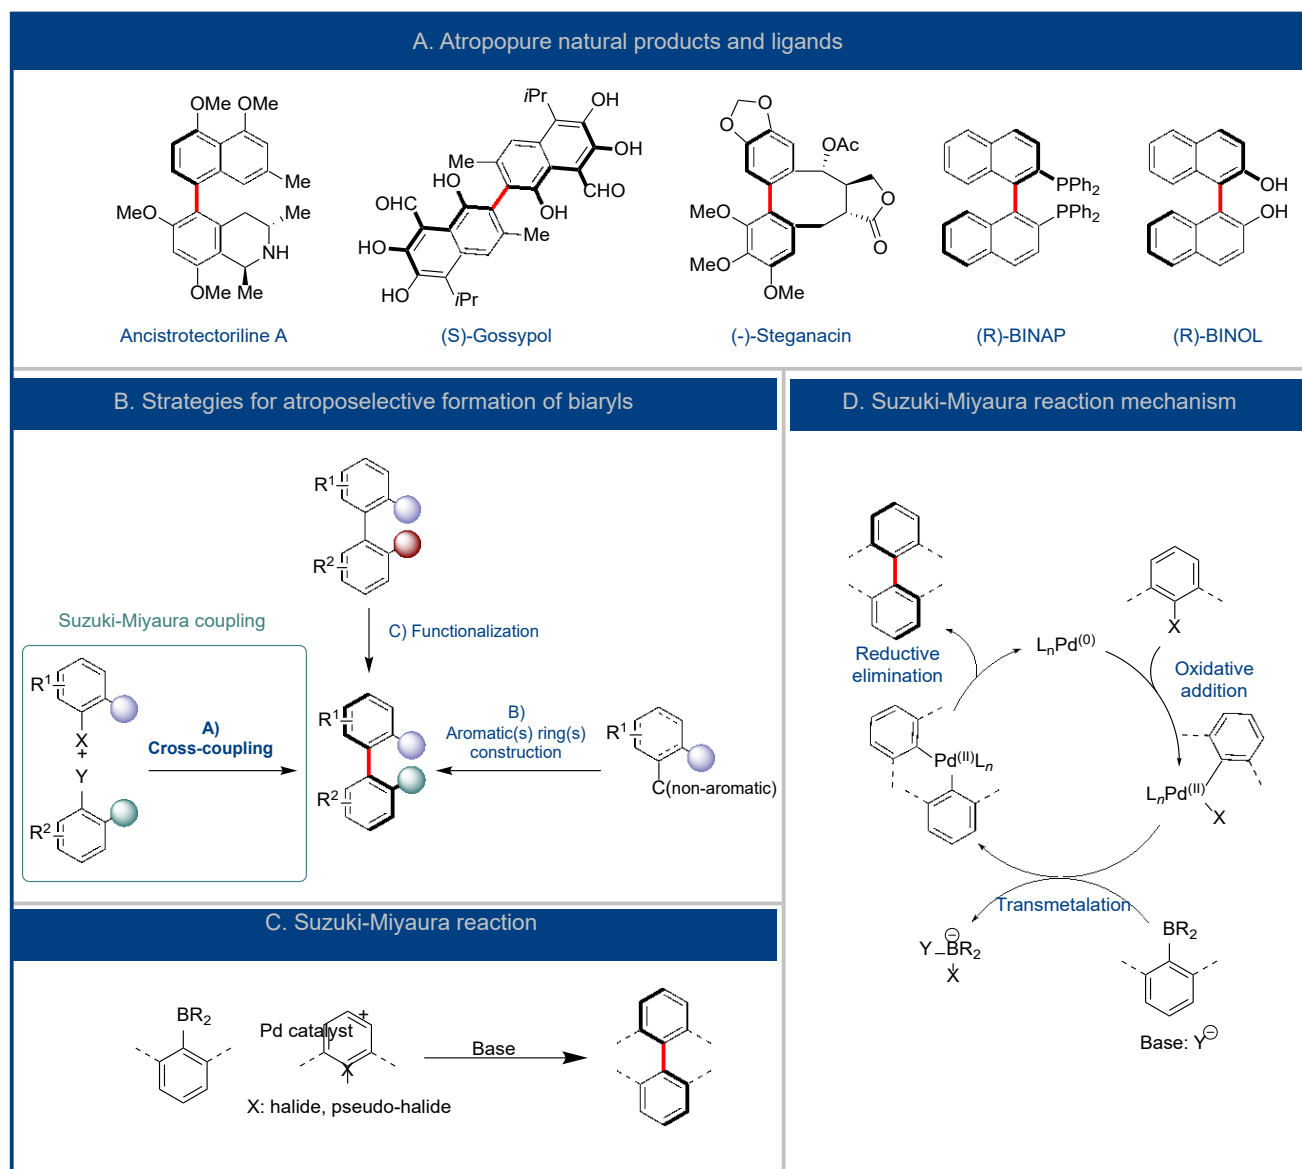 A. Atropopure natural products and ligands
OMe OMe
Me
MeO
Me
NH
OMe Me
Ancistrotectoriline A
iPr
OH
OH
Me
CHO
HO
OHC
OH
Me
HO
HO
iPr
(S)-Gossypol
O
O
OAc
O
O
MeO
MeO
OMe
(-)-Steganacin
PPh2
PPh2
(R)-BINAP
OH
OH
(R)-BINOL
B. Strategies for atroposelective formation of biaryls
R1
R2
C) Functionalization
Suzuki-Miyaura coupling
R1
X
+
Y
R2
A)
Cross-coupling
R1
R2
B)
Aromatic(s) ring(s)
construction
R1
C(non-aromatic)
C. Suzuki-Miyaura reaction
BR2
Pd catalyst
+
X
Base
X: halide, pseudo-halide
D. Suzuki-Miyaura reaction mechanism
X
LnPd(0)
Reductive
elimination
Oxidative
addition
Pd(II)Ln
LnPd(II)
X
Transmetalation
Y BR2
X
BR2
Base: Y⊖